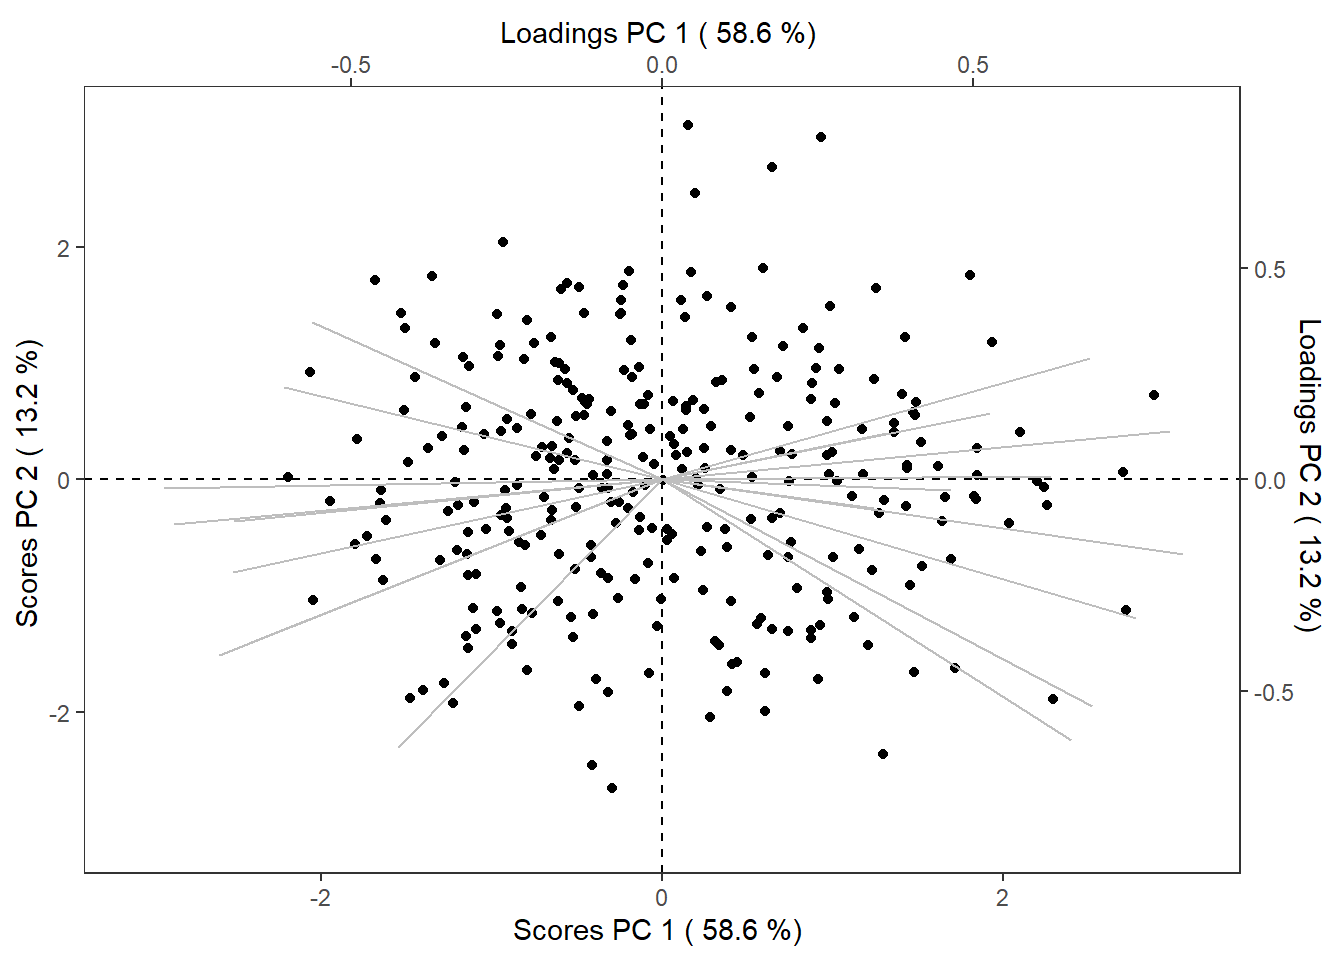 Loadings PC 1 ( 58.6 %)
-0.5 0.0 0.5
Scores PC 2 ( 13.2 %)
2
0
-2
0.5
0.0
-0.5
Loadings PC 2 ( 13.2 %)
-2 0 2
Scores PC 1 ( 58.6 %)